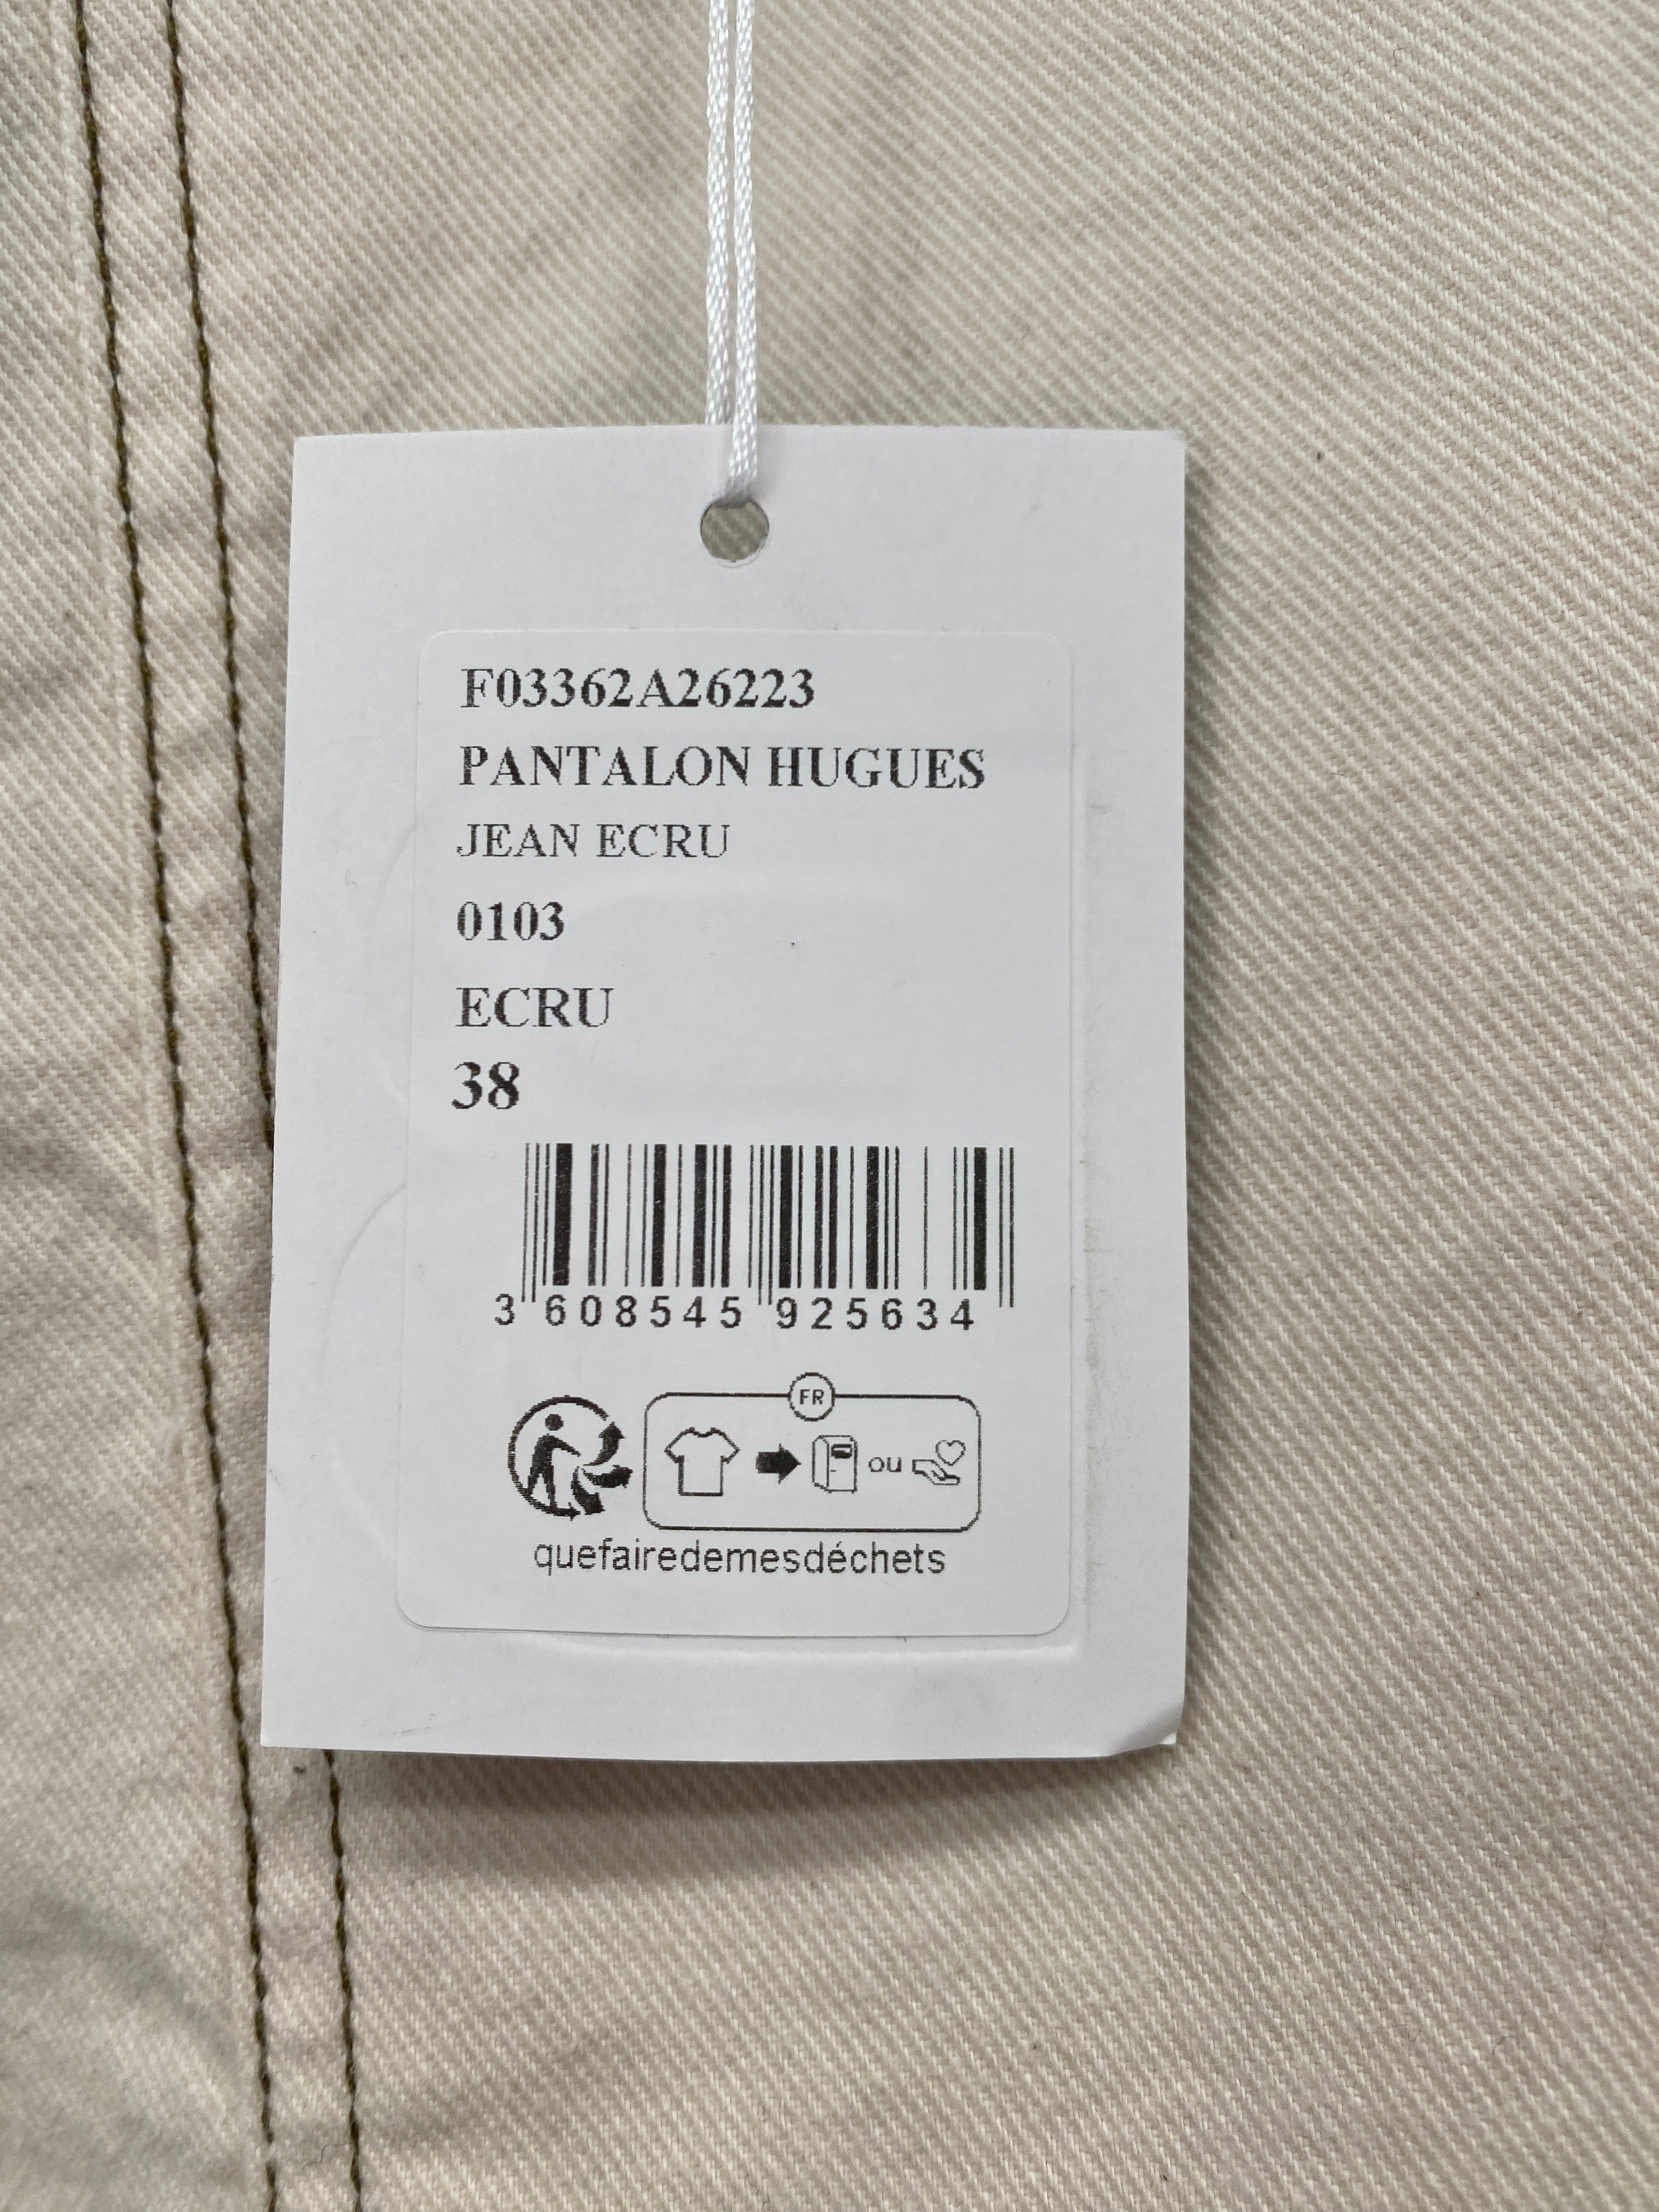 F03362A26223
PANTALON HUGUES
JEAN ECRU
0103
ECRU
38
3 608545 925634
FR
ou
quefairedemesdéchets